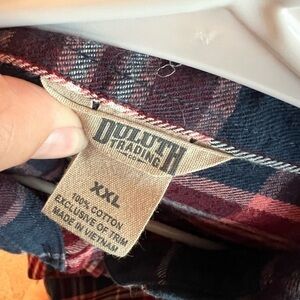 DULUTH
TRADING
XXL
100% COTTON
EXCLUSIVE OF TRIM
MADE IN VIETNAM